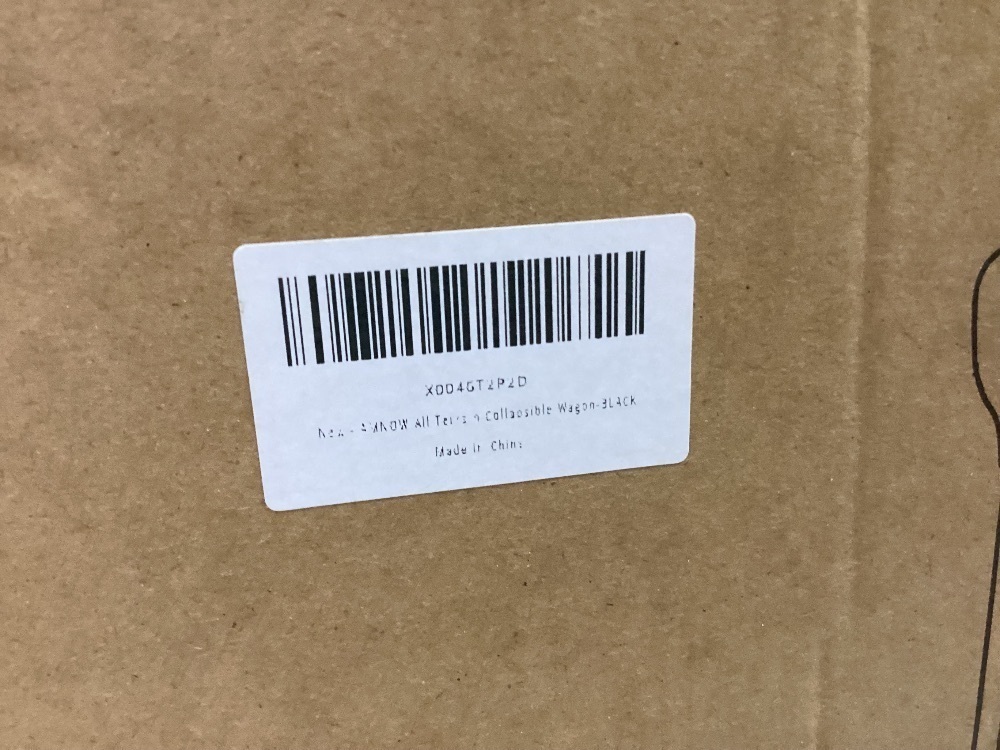 X004GT2P2D
New - All Terrain Collapsible Wagon-BLACK
Made in China